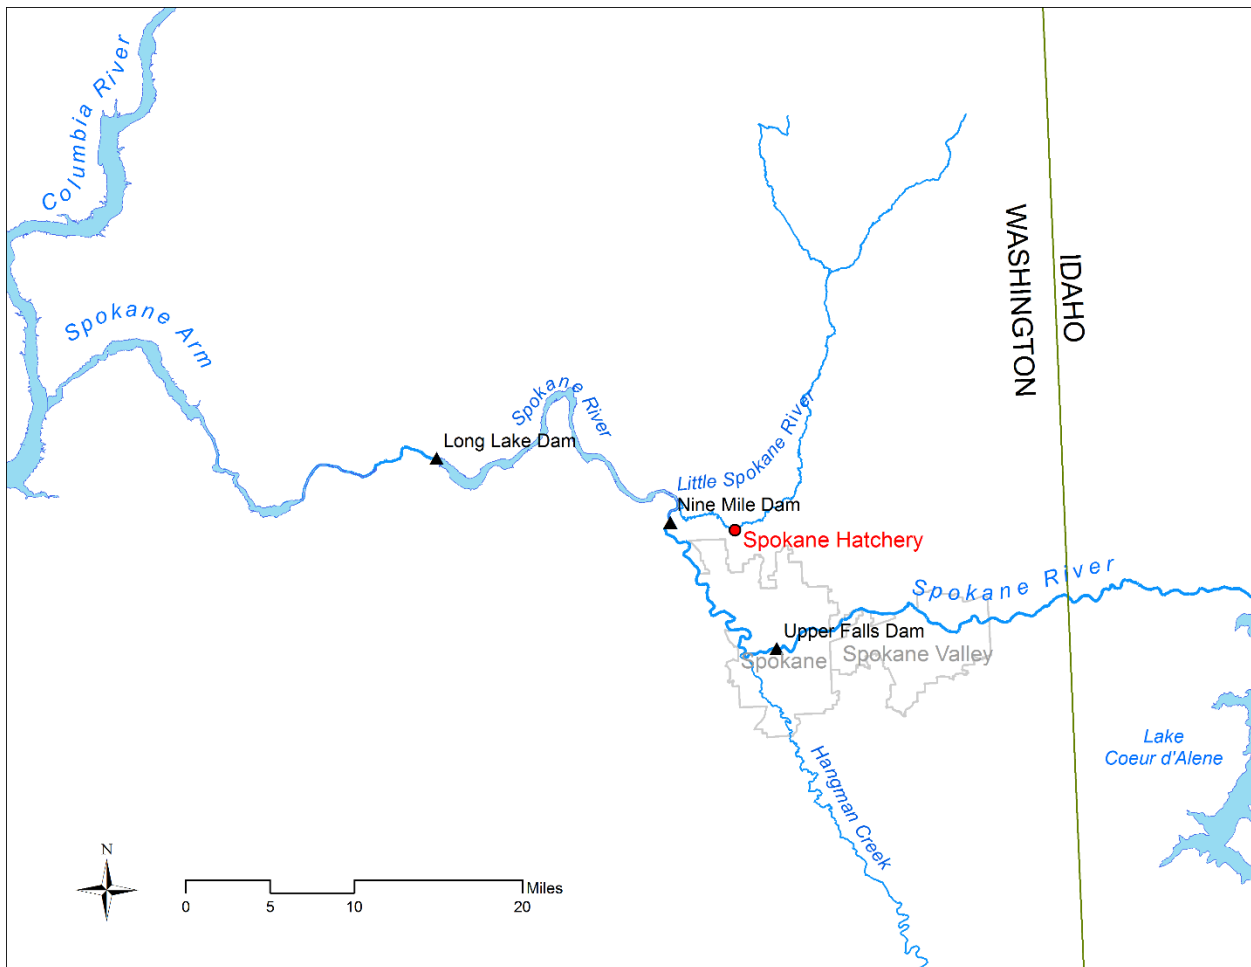 Columbia River
Spokane Arm
Spokane River
Long Lake Dam
Little Spokane River
Nine Mile Dam
Spokane Hatchery
WASHINGTON
IDAHO
Spokane River
Upper Falls Dam
Spokane
Spokane Valley
Hangman Creek
Lake
Coeur d'Alene
N
Miles
0 5 10 20